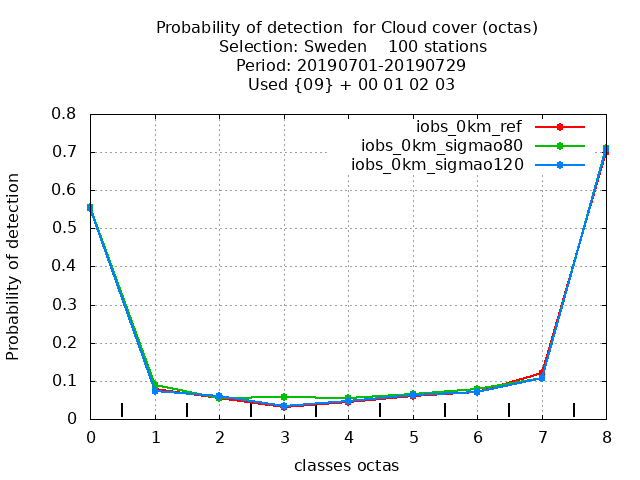 Probability of detection  for Cloud cover (octas)
Selection: Sweden    100 stations
Period: 20190701-20190729
Used {09} + 00 01 02 03
iobs_0km_ref
iobs_0km_sigmao80
iobs_0km_sigmao120
Probability of detection
0.8
0.7
0.6
0.5
0.4
0.3
0.2
0.1
0
0 1 2 3 4 5 6 7 8
classes octas